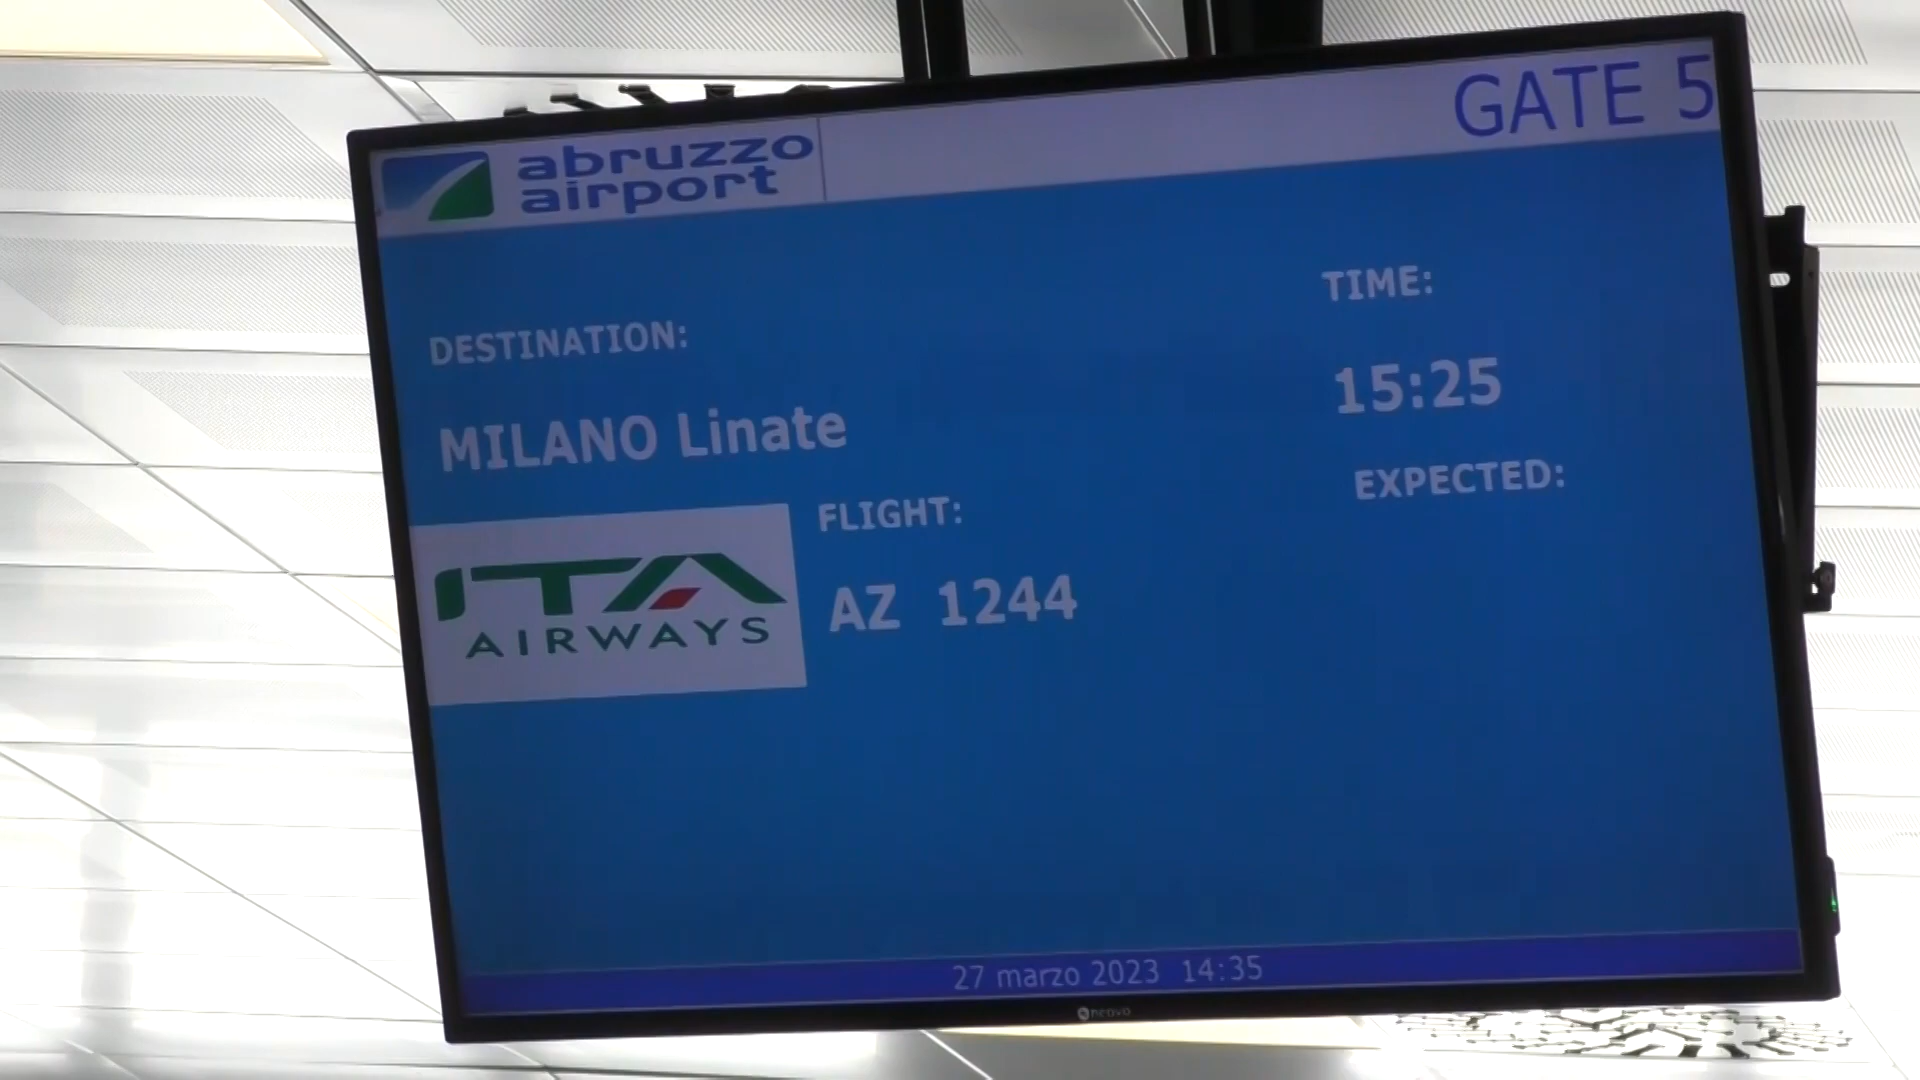 GATE 5
abruzzo
airport
TIME:
DESTINATION:
15:25
MILANO Linate
EXPECTED:
FLIGHT:
ITA
AIRWAYS
AZ 1244
27 marzo 2023 14:35
neovo